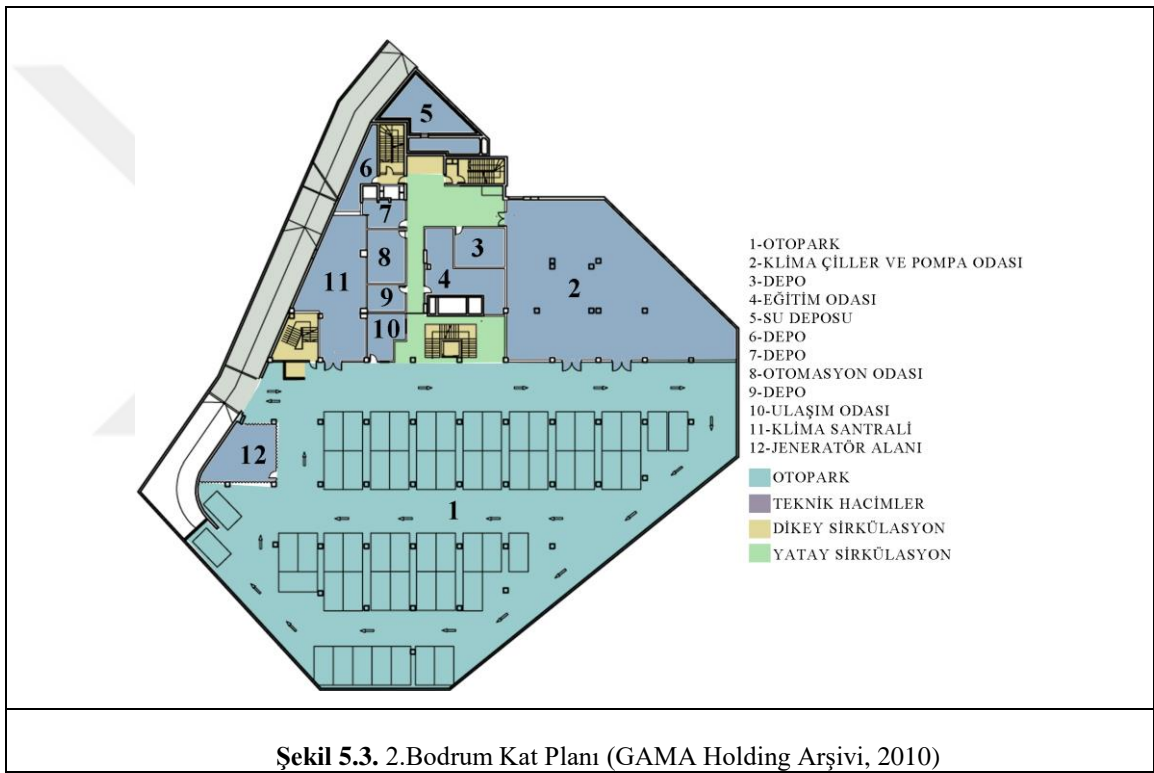 5
6
7
3
8
4
11
2
9
10
12
1
1-OTOPARK
2-KLİMA ÇİLLER VE POMPA ODASI
3-DEPO
4-EĞİTİM ODASI
5-SU DEPOSU
6-DEPO
7-DEPO
8-OTOMASYON ODASI
9-DEPO
10-ULAŞIM ODASI
11-KLİMA SANTRALİ
12-JENERATÖR ALANI
OTOPARK
TEKNİK HACİMLER
DİKEY SİRKÜLASYON
YATAY SİRKÜLASYON
Şekil 5.3. 2.Bodrum Kat Planı (GAMA Holding Arşivi, 2010)